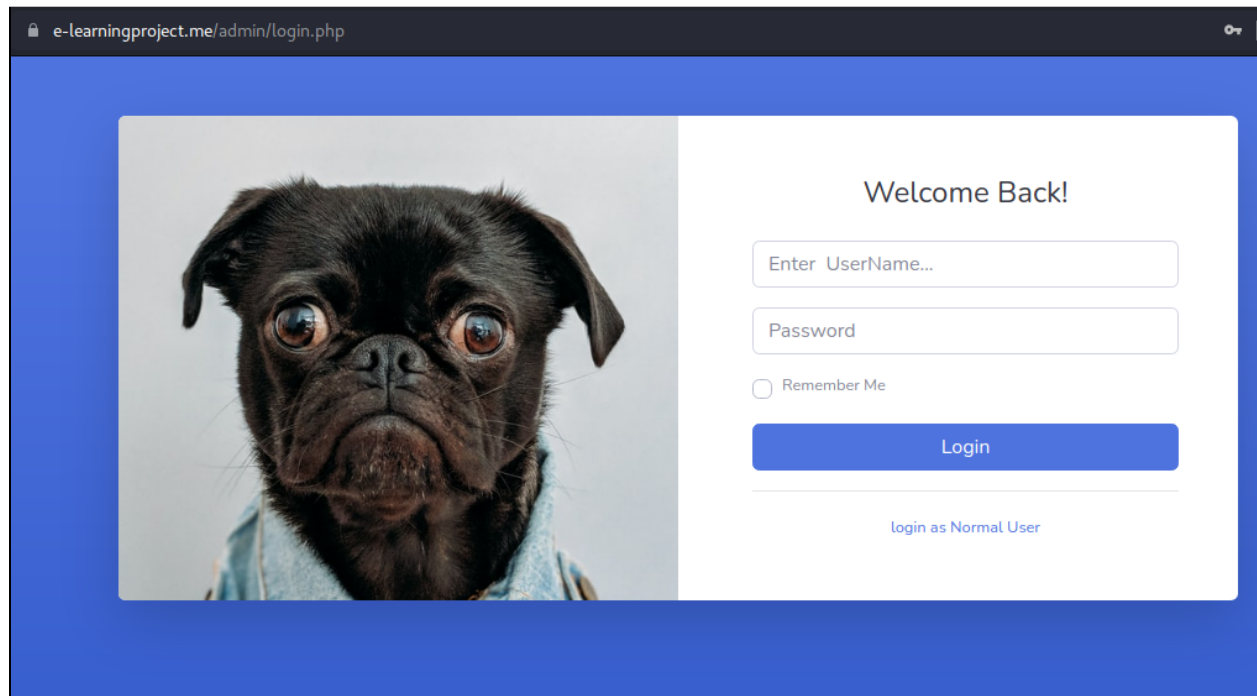 e-learningproject.me/admin/login.php
Welcome Back!
Enter  UserName...
Password
Remember Me
Login
login as Normal User